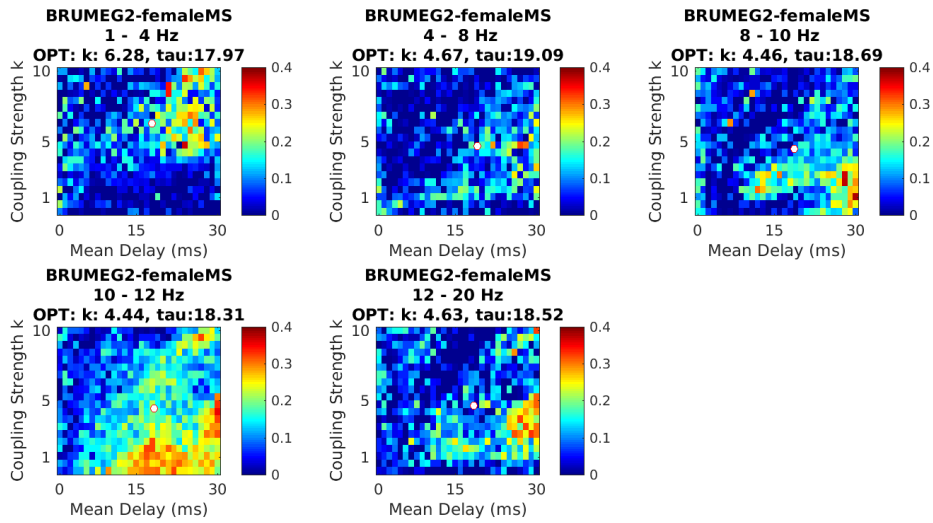 BRUMEG2-femaleMS
1 -  4 Hz
OPT: k: 6.28, tau:17.97
Coupling Strength k
10
5
1
0
15
30
Mean Delay (ms)
0.4
0.3
0.2
0.1
0
BRUMEG2-femaleMS
4 -  8 Hz
OPT: k: 4.67, tau:19.09
Coupling Strength k
10
5
1
0
15
30
Mean Delay (ms)
0.4
0.3
0.2
0.1
0
BRUMEG2-femaleMS
8 - 10 Hz
OPT: k: 4.46, tau:18.69
Coupling Strength k
10
5
1
0
15
30
Mean Delay (ms)
0.4
0.3
0.2
0.1
0
BRUMEG2-femaleMS
10 - 12 Hz
OPT: k: 4.44, tau:18.31
Coupling Strength k
10
5
1
0
15
30
Mean Delay (ms)
0.4
0.3
0.2
0.1
0
BRUMEG2-femaleMS
12 - 20 Hz
OPT: k: 4.63, tau:18.52
Coupling Strength k
10
5
1
0
15
30
Mean Delay (ms)
0.4
0.3
0.2
0.1
0